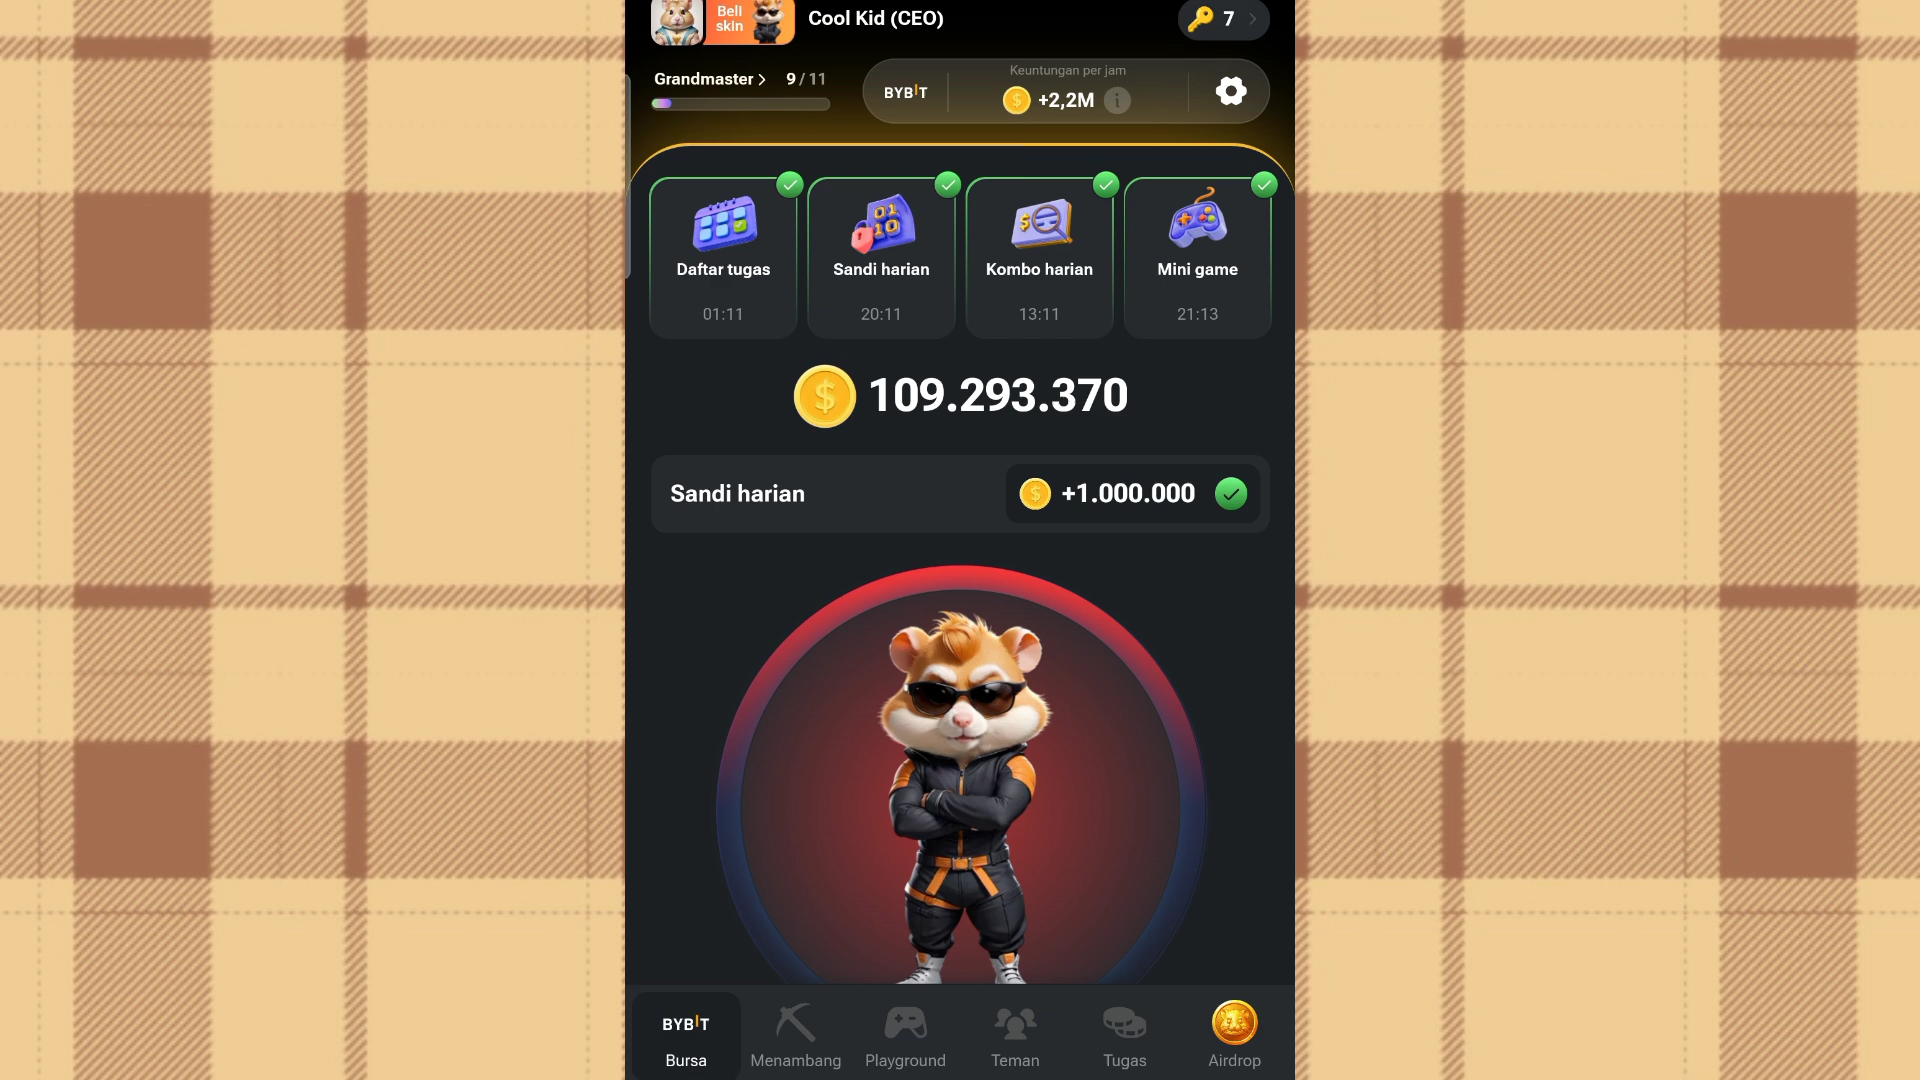 Beli
skin
Cool Kid (CEO)
7
Grandmaster
9 / 11
BYBIT
Keuntungan per jam
+2,2M
Daftar tugas
01:11
Sandi harian
20:11
Kombo harian
13:11
Mini game
21:13
109.293.370
Sandi harian
+1.000.000
BYBIT
Bursa
Menambang
Playground
Teman
Tugas
Airdrop